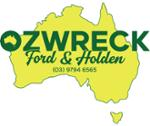 OZWRECK
Ford & Holden
(03) 9794 6565